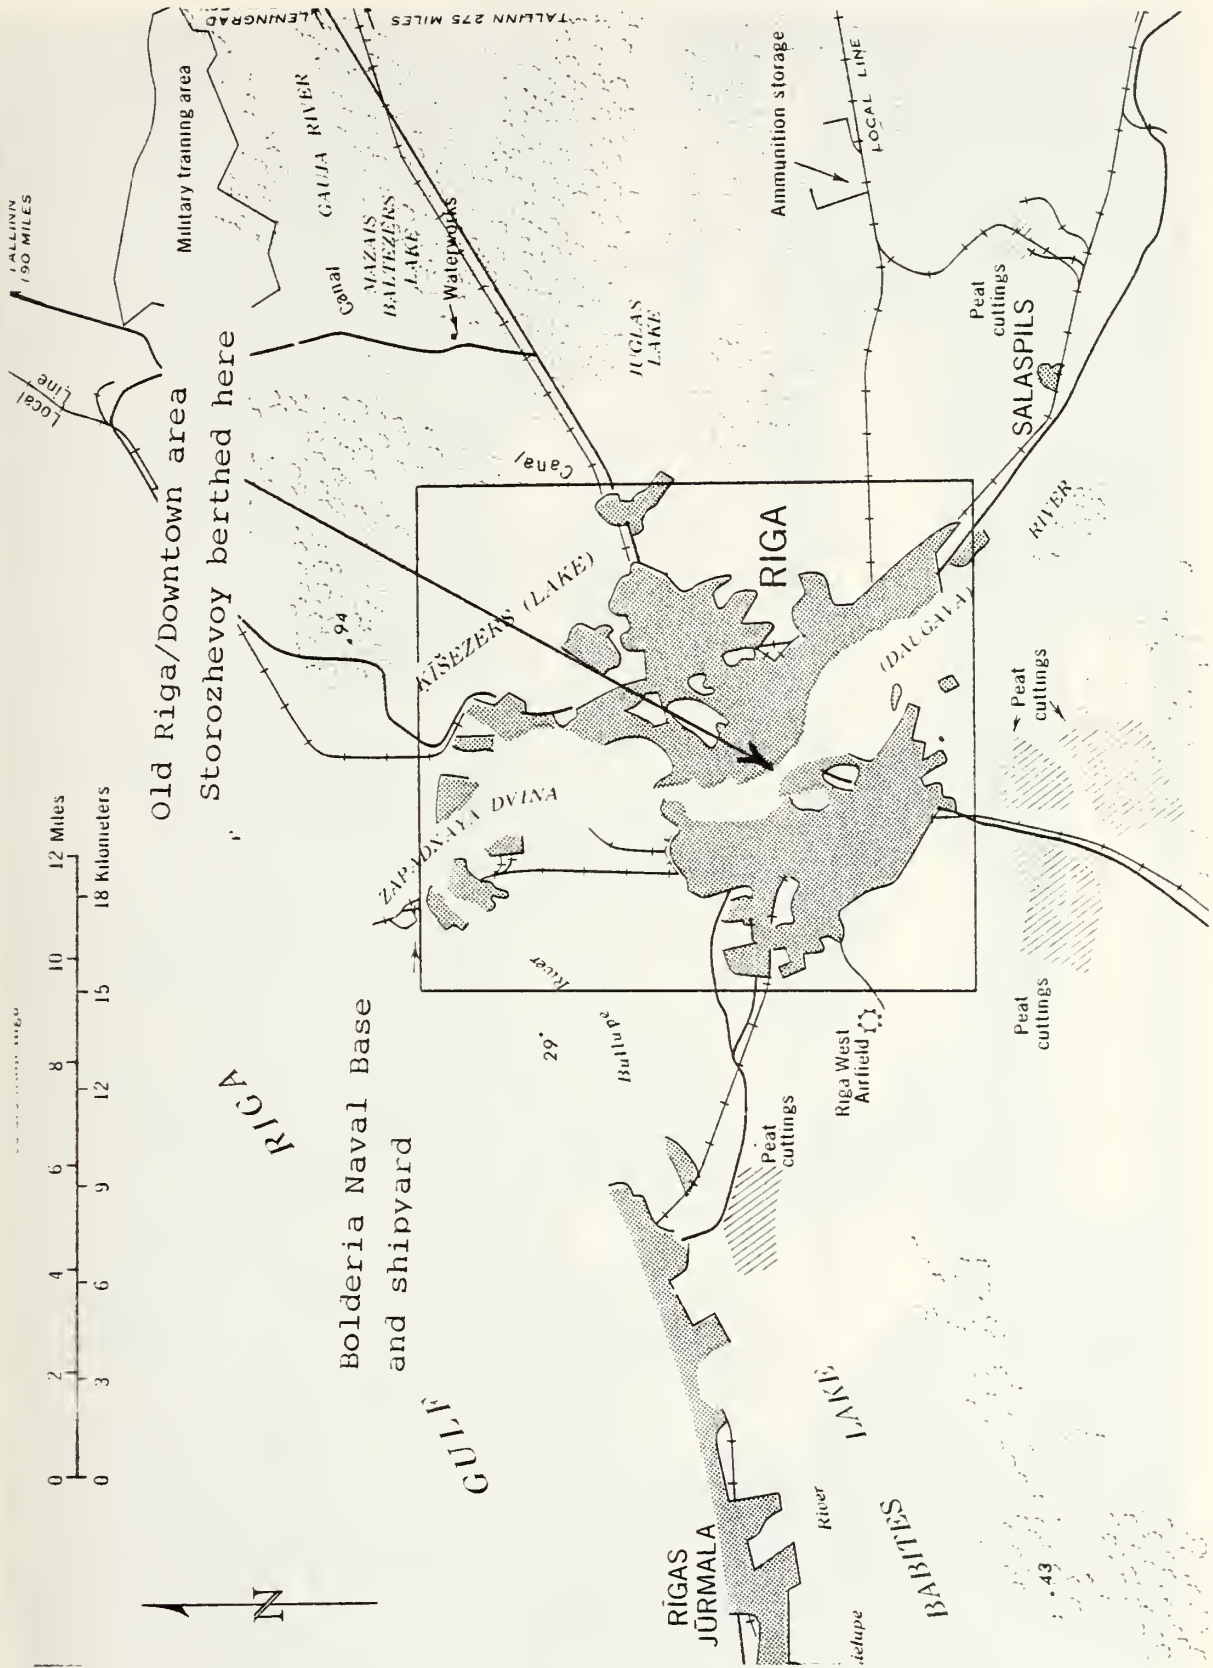 0 2 4 6 8 10 12 Miles
0 3 6 9 12 15 18 Kilometers
N
GULF
RIGA
TALLINN
190 MILES
Local
Line
Military training area
LENINGRAD
TALLINN 275 MILES
Old Riga/Downtown area
Storozhevoy berthed here
Bolderia Naval Base
and shipyard
GAUJA RIVER
Canal
MAZAIS
BALTEZERS
LAKE
Waterworks
.94
KĪŠEZERS (LAKE)
Canal
JUGLAS
LAKE
ZAPADNAYA DVINA
River
Bullupe
29
RIGA
Ammunition storage
LOCAL LINE
(DAUGAVA)
RIVER
SALASPILS
Peat
cuttings
Peat
cuttings
Peat
cuttings
Peat
cuttings
Riga West
Airfield
RĪGAS
JŪRMALA
River
BABITES
LAKE
.43